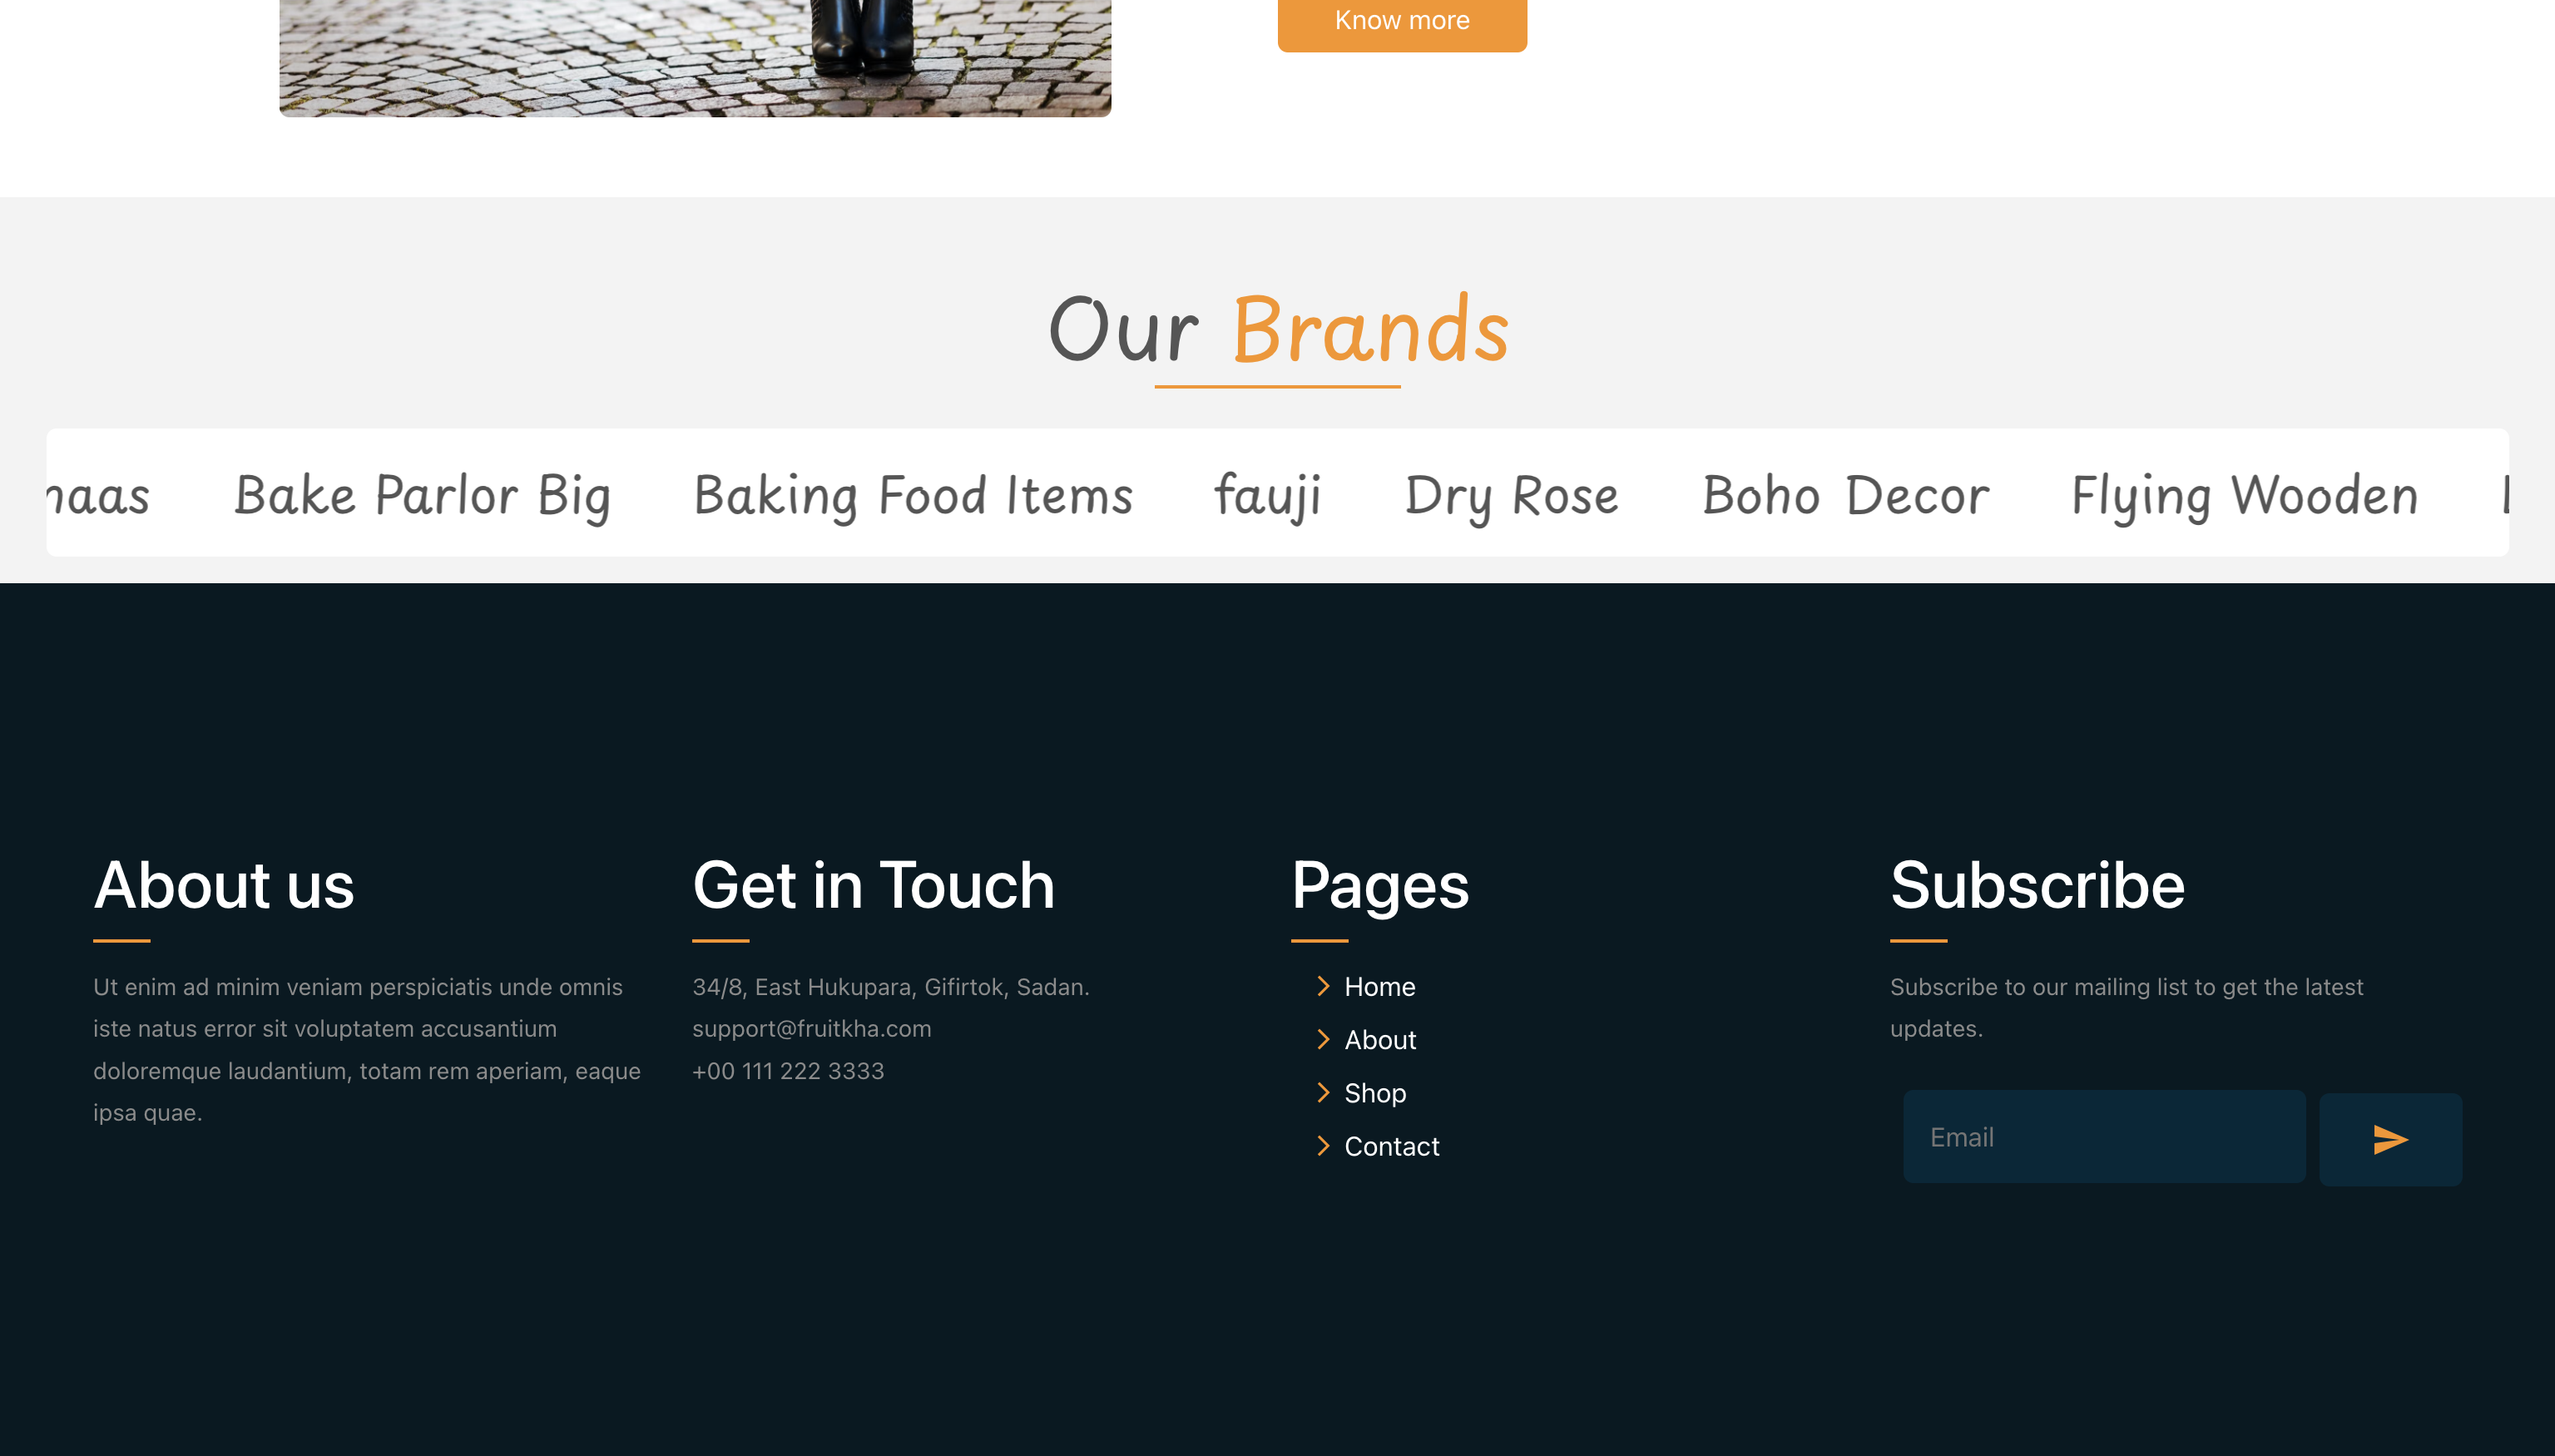 Know more
Our Brands
Bake Parlor Big Baking Food Items fauji Dry Rose Boho Decor Flying Wooden
About us
Ut enim ad minim veniam perspiciatis unde omnis
iste natus error sit voluptatem accusantium
doloremque laudantium, totam rem aperiam, eaque
ipsa quae.
Get in Touch
34/8, East Hukupara, Gifirtok, Sadan.
support@fruitkha.com
+00 111 222 3333
Pages
Home
About
Shop
Contact
Subscribe
Subscribe to our mailing list to get the latest
updates.
Email